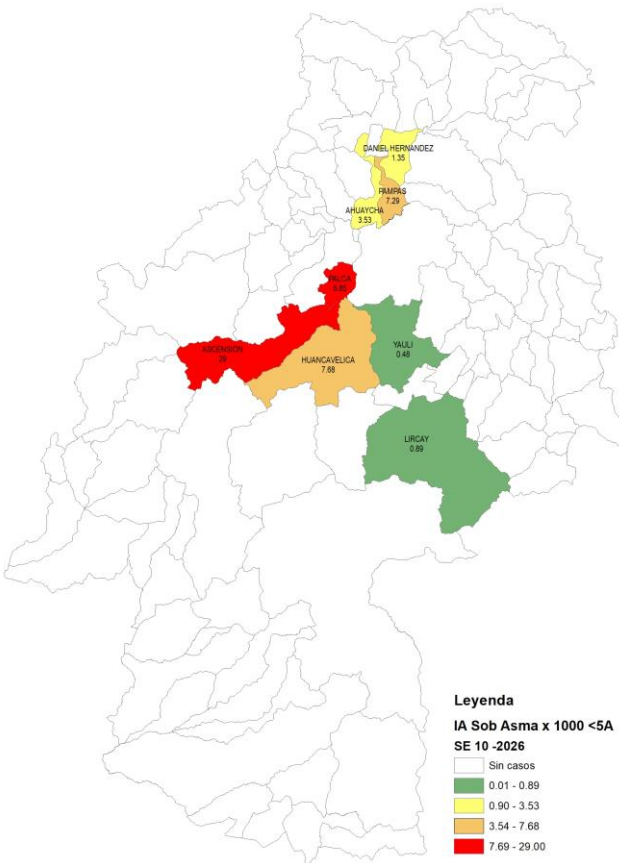 DANIEL HERNANDEZ
1.35
PAMPAS
7.29
AHUAYCHA
3.53
PALCA
ASCENSION
29
HUANCAVELICA
7.68
YAULI
0.48
LIRCAY
0.89
Leyenda
IA Sob Asma x 1000 <5A
SE 10 -2026
Sin casos
0.01 - 0.89
0.90 - 3.53
3.54 - 7.68
7.69 - 29.00